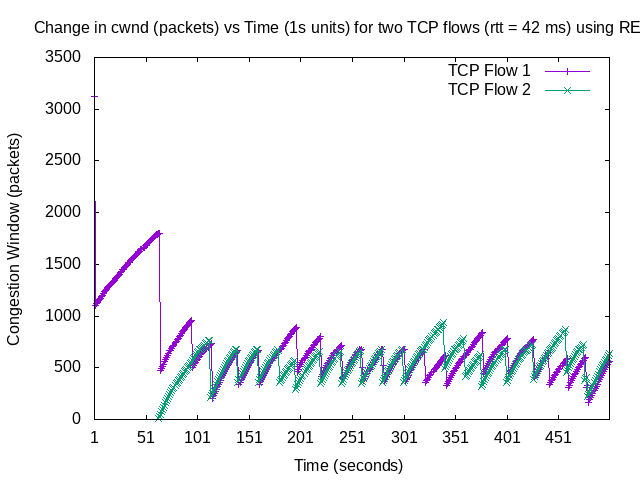 Change in cwnd (packets) vs Time (1s units) for two TCP flows (rtt = 42 ms) using RE
TCP Flow 1
TCP Flow 2
Congestion Window (packets)
3500
3000
2500
2000
1500
1000
500
0
1 51 101 151 201 251 301 351 401 451
Time (seconds)